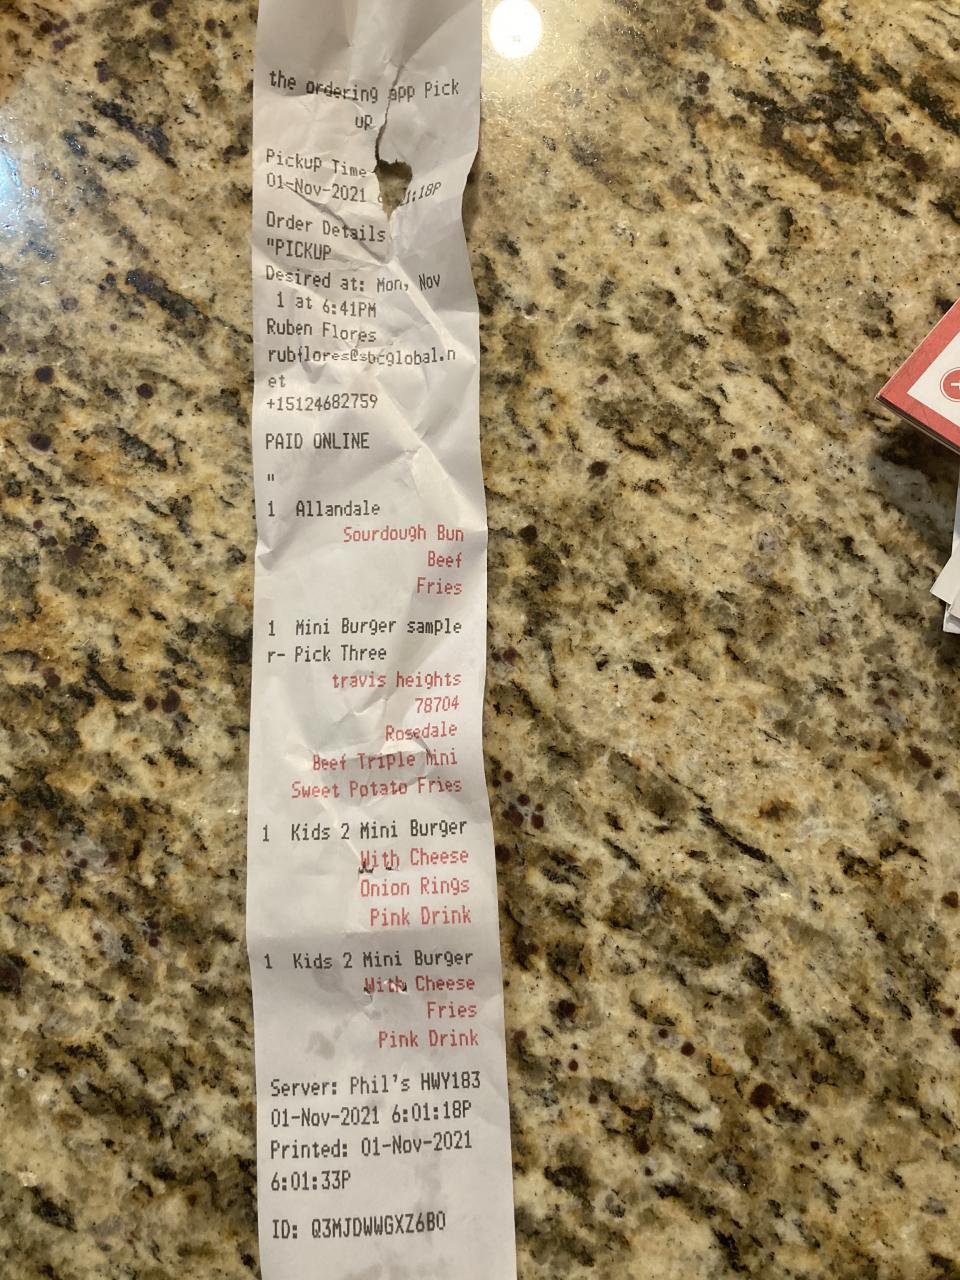 the ordering app Pick
up
Pickup Time
01-Nov-2021 1:18P
Order Details
"PICKUP
Desired at: Mon, Nov
1 at 6:41PM
Ruben Flores
rubflores@sbcglobal.n
et
+15124682759
PAID ONLINE
"
1 Allandale
Sourdough Bun
Beef
Fries
1 Mini Burger sample
r- Pick Three
travis heights
78704
Rosedale
Beef Triple Mini
Sweet Potato Fries
1 Kids 2 Mini Burger
With Cheese
Onion Rings
Pink Drink
1 Kids 2 Mini Burger
With Cheese
Fries
Pink Drink
Server: Phil's HWY183
01-Nov-2021 6:01:18P
Printed: 01-Nov-2021
6:01:33P
ID: Q3MJDWWGXZ6BO